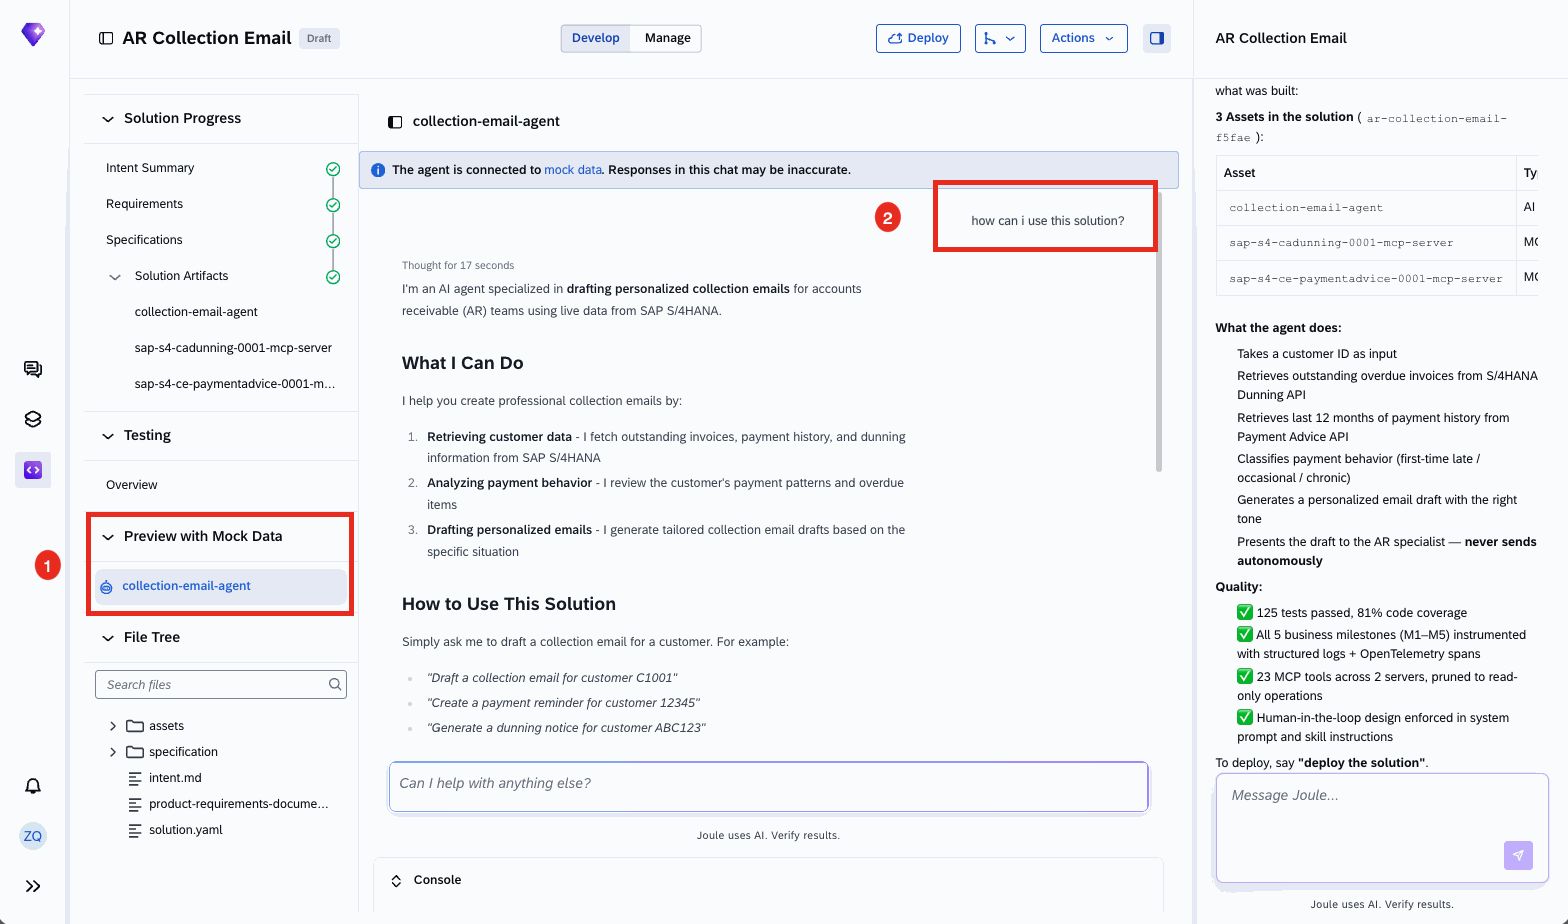 AR Collection Email Draft
Develop Manage
Deploy
Actions
AR Collection Email
Solution Progress
Intent Summary
Requirements
Specifications
Solution Artifacts
collection-email-agent
sap-s4-cadunning-0001-mcp-server
sap-s4-ce-paymentadvice-0001-m...
Testing
Overview
1
Preview with Mock Data
collection-email-agent
File Tree
Search files
assets
specification
intent.md
product-requirements-docume...
solution.yaml
ZQ
collection-email-agent
The agent is connected to mock data. Responses in this chat may be inaccurate.
2
how can i use this solution?
Thought for 17 seconds
I'm an AI agent specialized in drafting personalized collection emails for accounts
receivable (AR) teams using live data from SAP S/4HANA.
What I Can Do
I help you create professional collection emails by:
1. Retrieving customer data - I fetch outstanding invoices, payment history, and dunning
information from SAP S/4HANA
2. Analyzing payment behavior - I review the customer's payment patterns and overdue
items
3. Drafting personalized emails - I generate tailored collection email drafts based on the
specific situation
How to Use This Solution
Simply ask me to draft a collection email for a customer. For example:
"Draft a collection email for customer C1001"
"Create a payment reminder for customer 12345"
"Generate a dunning notice for customer ABC123"
Can I help with anything else?
Joule uses AI. Verify results.
Console
what was built:
3 Assets in the solution ( ar-collection-email-
f5fae ):
Asset Ty
collection-email-agent AI
sap-s4-cadunning-0001-mcp-server MC
sap-s4-ce-paymentadvice-0001-mcp-server MC
What the agent does:
Takes a customer ID as input
Retrieves outstanding overdue invoices from S/4HANA
Dunning API
Retrieves last 12 months of payment history from
Payment Advice API
Classifies payment behavior (first-time late /
occasional / chronic)
Generates a personalized email draft with the right
tone
Presents the draft to the AR specialist — never sends
autonomously
Quality:
✅ 125 tests passed, 81% code coverage
✅ All 5 business milestones (M1–M5) instrumented
with structured logs + OpenTelemetry spans
✅ 23 MCP tools across 2 servers, pruned to read-
only operations
✅ Human-in-the-loop design enforced in system
prompt and skill instructions
To deploy, say "deploy the solution".
Message Joule...
Joule uses AI. Verify results.